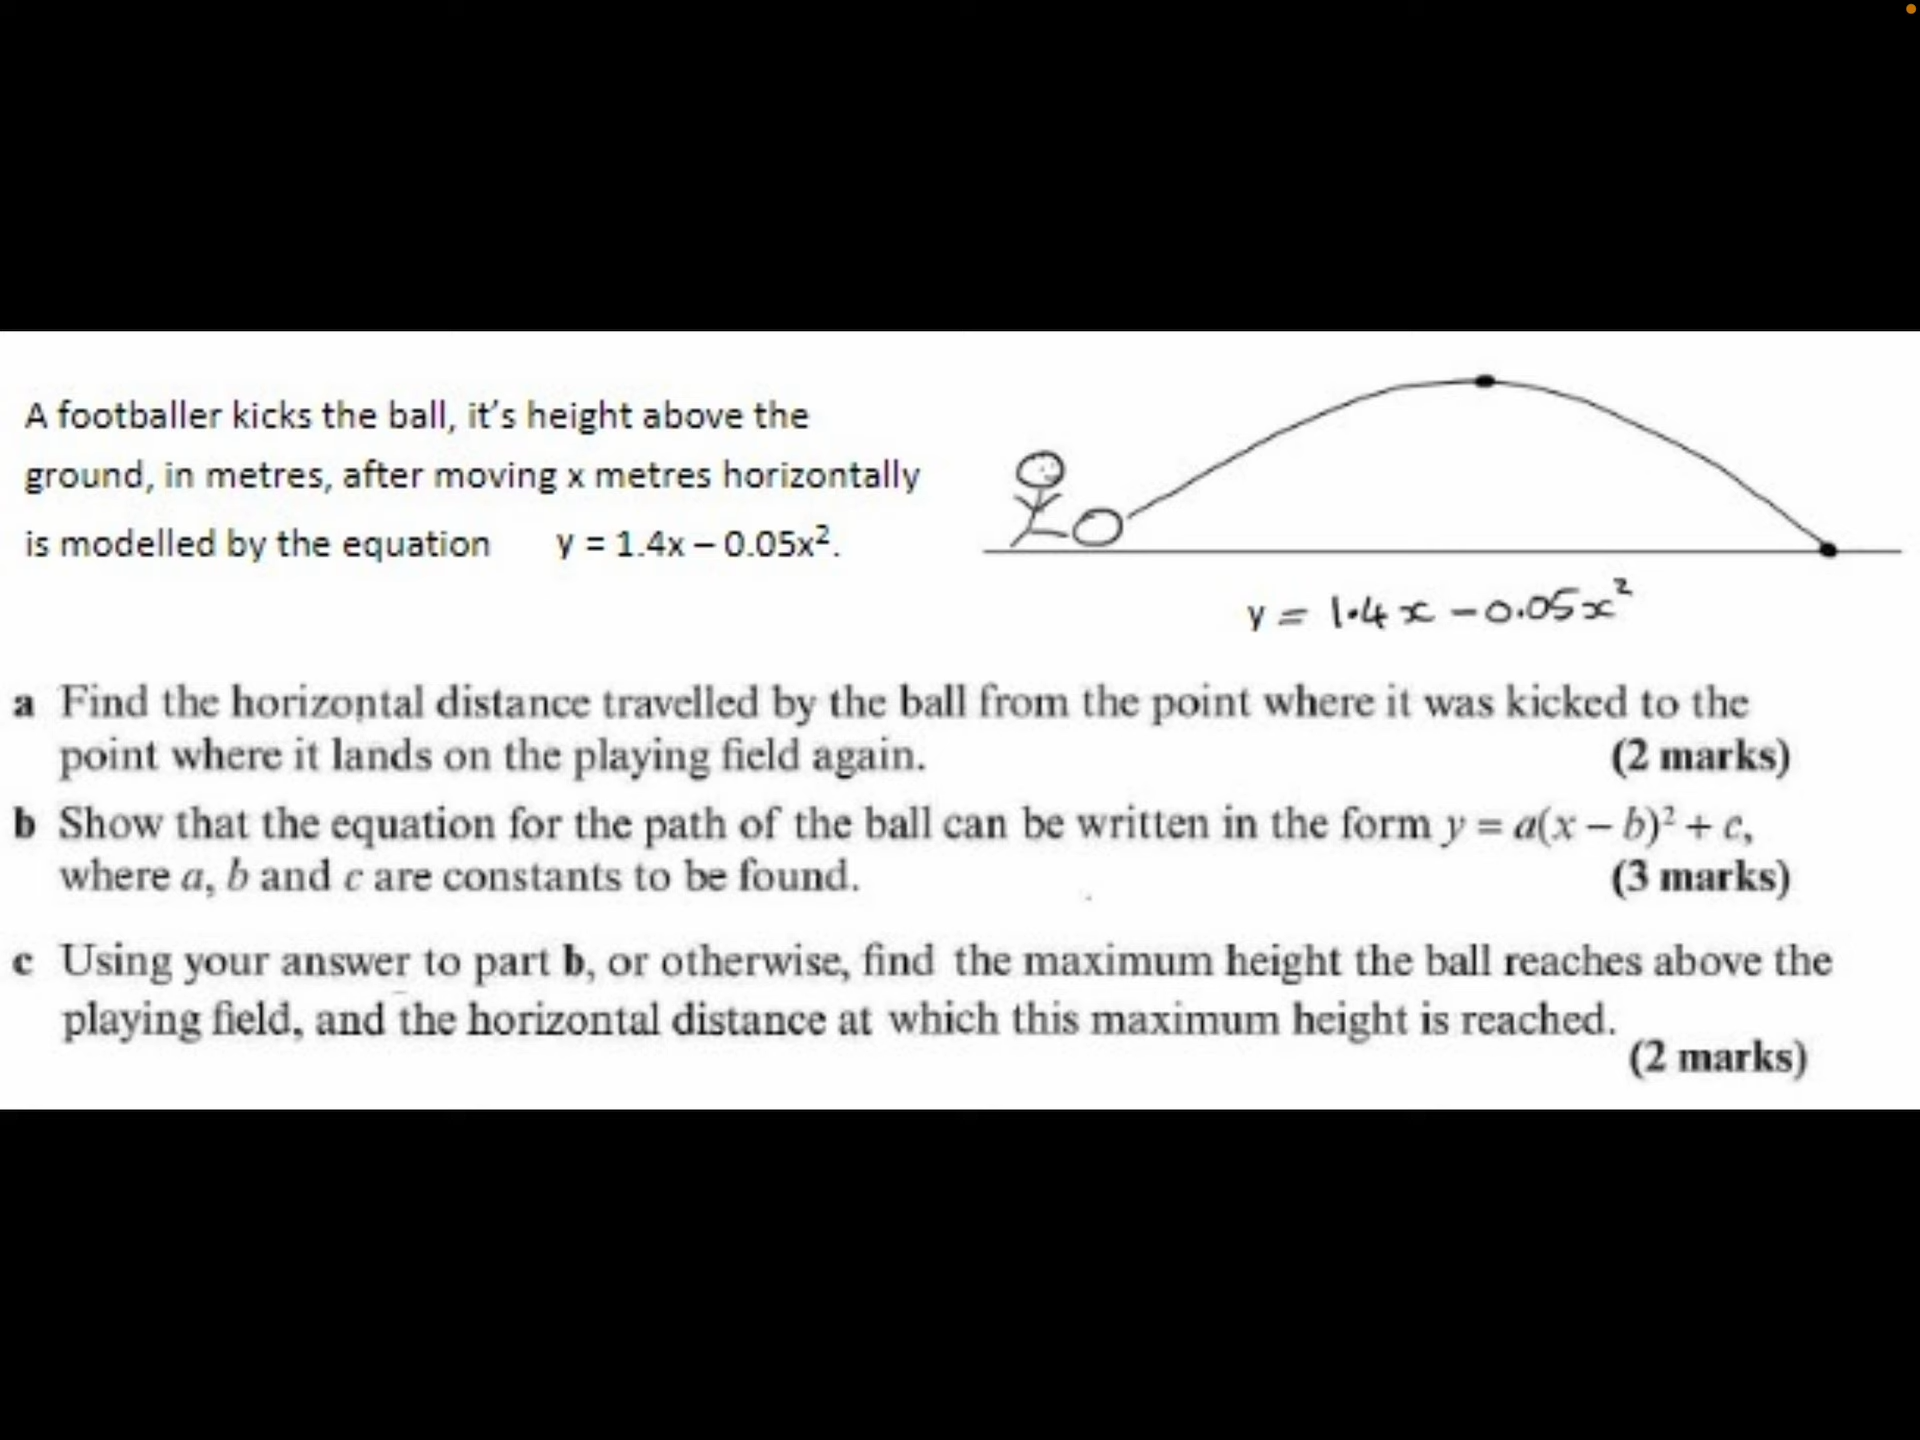 A footballer kicks the ball, it’s height above the
ground, in metres, after moving x metres horizontally
is modelled by the equation y = 1.4x – 0.05x².
y = 1.4x – 0.05x²
a Find the horizontal distance travelled by the ball from the point where it was kicked to the
point where it lands on the playing field again. (2 marks)
b Show that the equation for the path of the ball can be written in the form y = a(x – b)² + c,
where a, b and c are constants to be found. (3 marks)
c Using your answer to part b, or otherwise, find the maximum height the ball reaches above the
playing field, and the horizontal distance at which this maximum height is reached.
(2 marks)